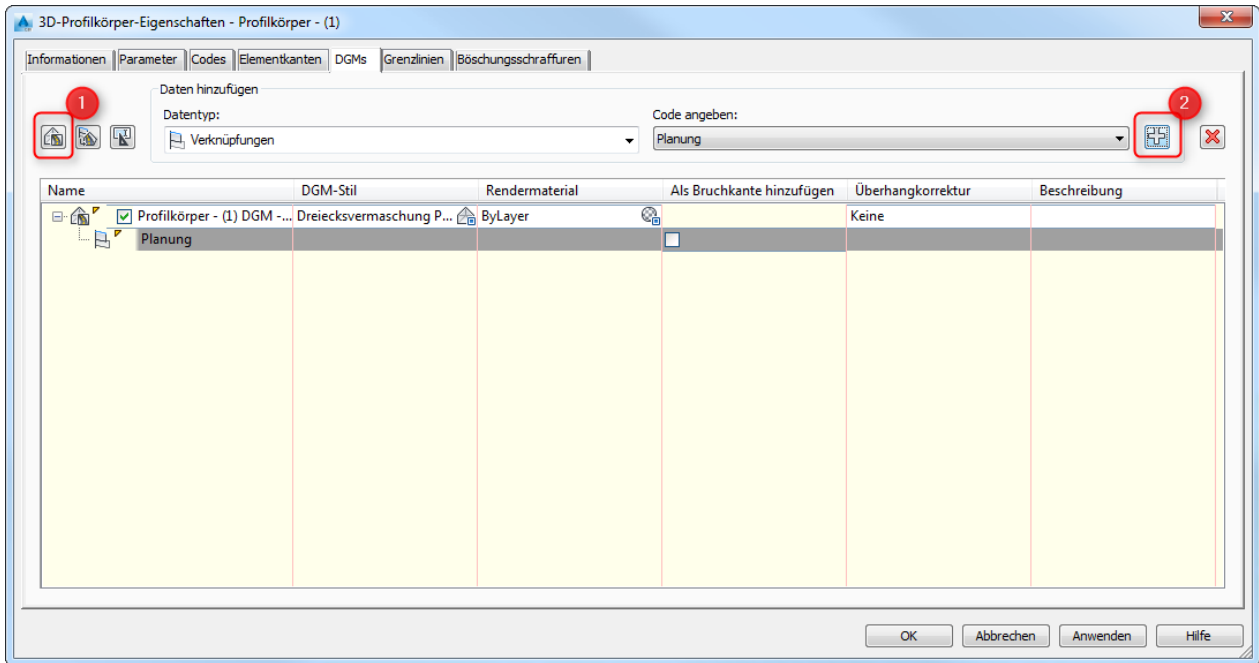 3D-Profilkörper-Eigenschaften - Profilkörper - (1)
Informationen Parameter Codes Elementkanten DGMs Grenzlinien Böschungsschraffuren
Daten hinzufügen
1
2
Datentyp: Code angeben:
Verknüpfungen Planung
Name DGM-Stil Rendermaterial Als Bruchkante hinzufügen Überhangkorrektur Beschreibung
Profilkörper - (1) DGM -... Dreiecksvermaschung P... ByLayer Keine
Planung
OK Abbrechen Anwenden Hilfe